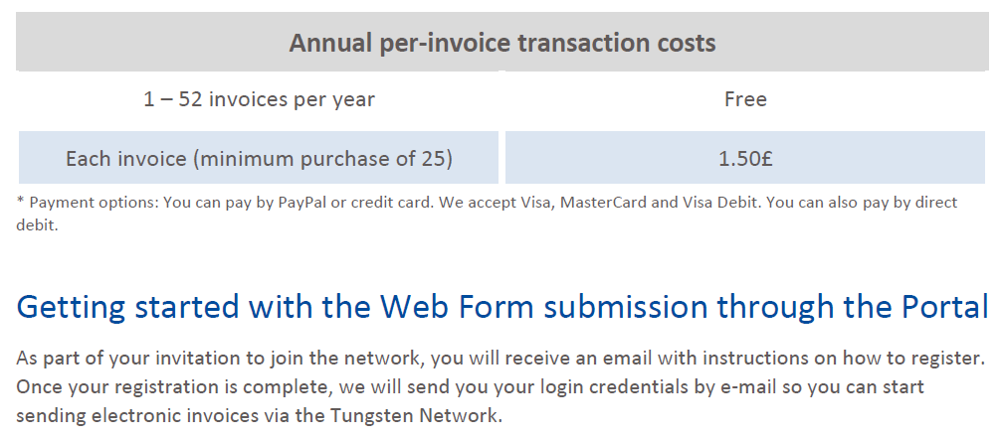 Annual per-invoice transaction costs
1 – 52 invoices per year Free
Each invoice (minimum purchase of 25) 1.50£
* Payment options: You can pay by PayPal or credit card. We accept Visa, MasterCard and Visa Debit. You can also pay by direct
debit.
Getting started with the Web Form submission through the Portal
As part of your invitation to join the network, you will receive an email with instructions on how to register.
Once your registration is complete, we will send you your login credentials by e-mail so you can start
sending electronic invoices via the Tungsten Network.